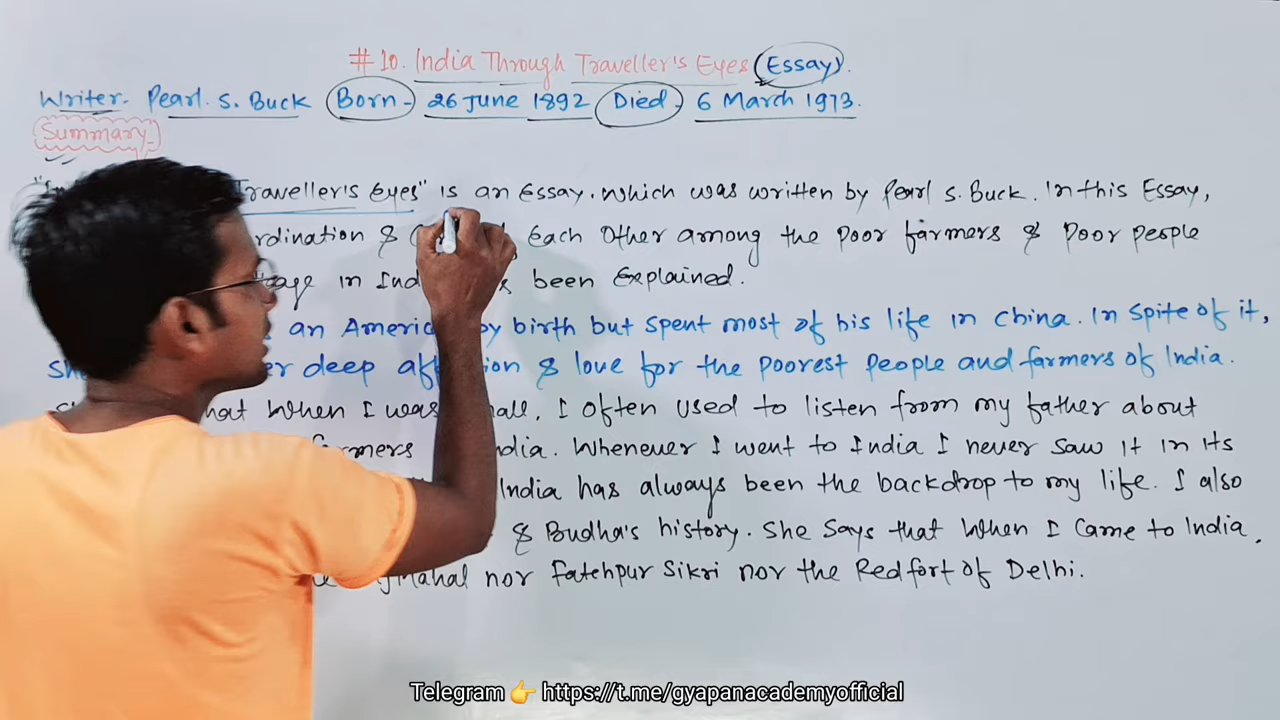 #10. India Through Traveller's Eyes (Essay).
Writer. Pearl. S. Buck Born- 26 June 1892 Died- 6 March 1973.
Summary-
Traveller's Eyes" is an Essay. which was written by Pearl S. Buck. In this Essay,
Each Other among the poor farmers & poor people
in been Explained.
an by birth but spent most of his life in China. In spite of it,
deep & love for the poorest people and farmers of India.
When I was I often used to listen from my father about
Whenever I went to India I never saw it in its
India has always been the backdrop to my life. I also
& Budha's history. She says that When I came to India.
nor fatehpur Sikri nor the Redfort of Delhi.
Telegram 👉 https://t.me/gyapanacademyofficial